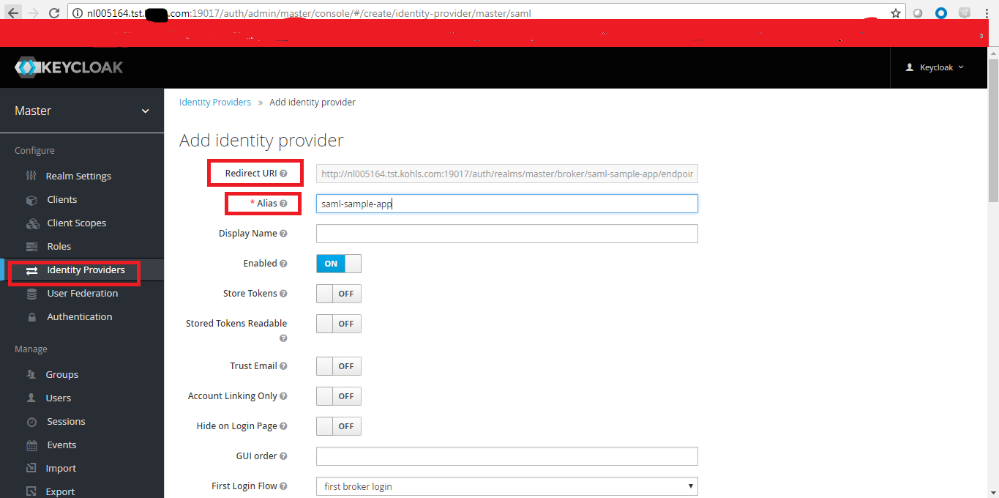 nl005164.tst.k .com:19017/auth/admin/master/console/#/create/identity-provider/master/saml
KEYCLOAK
Keycloak
Master
Configure
Realm Settings
Clients
Client Scopes
Roles
Identity Providers
User Federation
Authentication
Manage
Groups
Users
Sessions
Events
Import
Export
Identity Providers » Add identity provider
Add identity provider
Redirect URI
http://nl005164.tst.kohls.com:19017/auth/realms/master/broker/saml-sample-app/endpoin
* Alias
saml-sample-app
Display Name
Enabled
ON
Store Tokens
OFF
Stored Tokens Readable
OFF
Trust Email
OFF
Account Linking Only
OFF
Hide on Login Page
OFF
GUI order
First Login Flow
first broker login